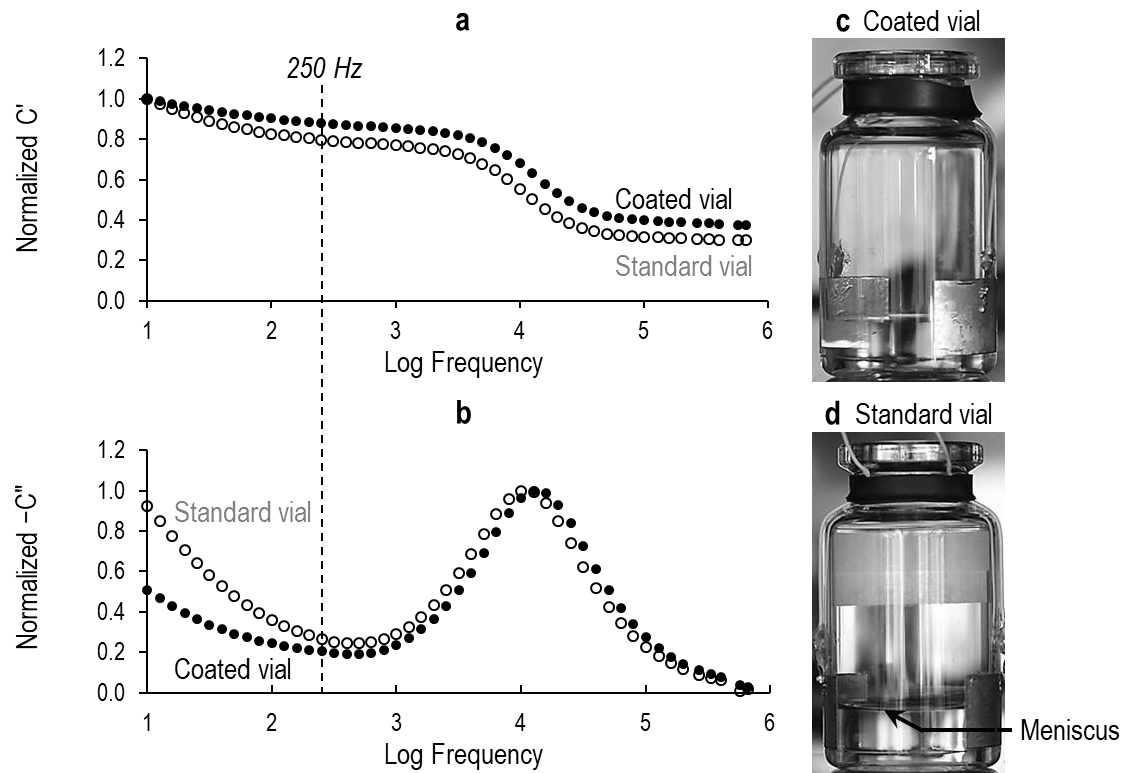 a
1.2
1.0
0.8
0.6
0.4
0.2
0.0
Normalized C'
250 Hz
Coated vial
Standard vial
1 2 3 4 5 6
Log Frequency
b
1.2
1.0
0.8
0.6
0.4
0.2
0.0
Normalized –C"
Standard vial
Coated vial
1 2 3 4 5 6
Log Frequency
c Coated vial
d Standard vial
Meniscus